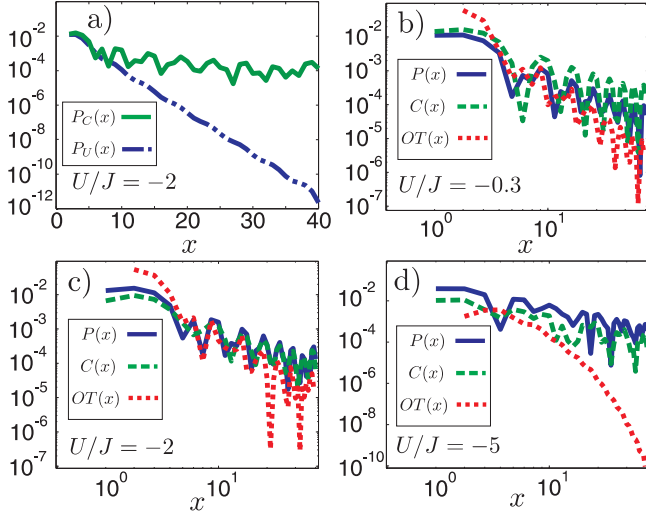 a)
10^-2
10^-4
10^-6
10^-8
10^-10
10^-12
P_C(x)
P_U(x)
U/J = −2
0 10 20 30 40
x
b)
10^-2
10^-3
10^-4
10^-5
10^-6
10^-7
P(x)
C(x)
OT(x)
U/J = −0.3
10^0 10^1
x
c)
10^-2
10^-4
10^-5
10^-6
10^-7
P(x)
C(x)
OT(x)
U/J = −2
10^0 10^1
x
d)
10^-2
10^-4
10^-6
10^-8
10^-10
P(x)
C(x)
OT(x)
U/J = −5
10^0 10^1
x